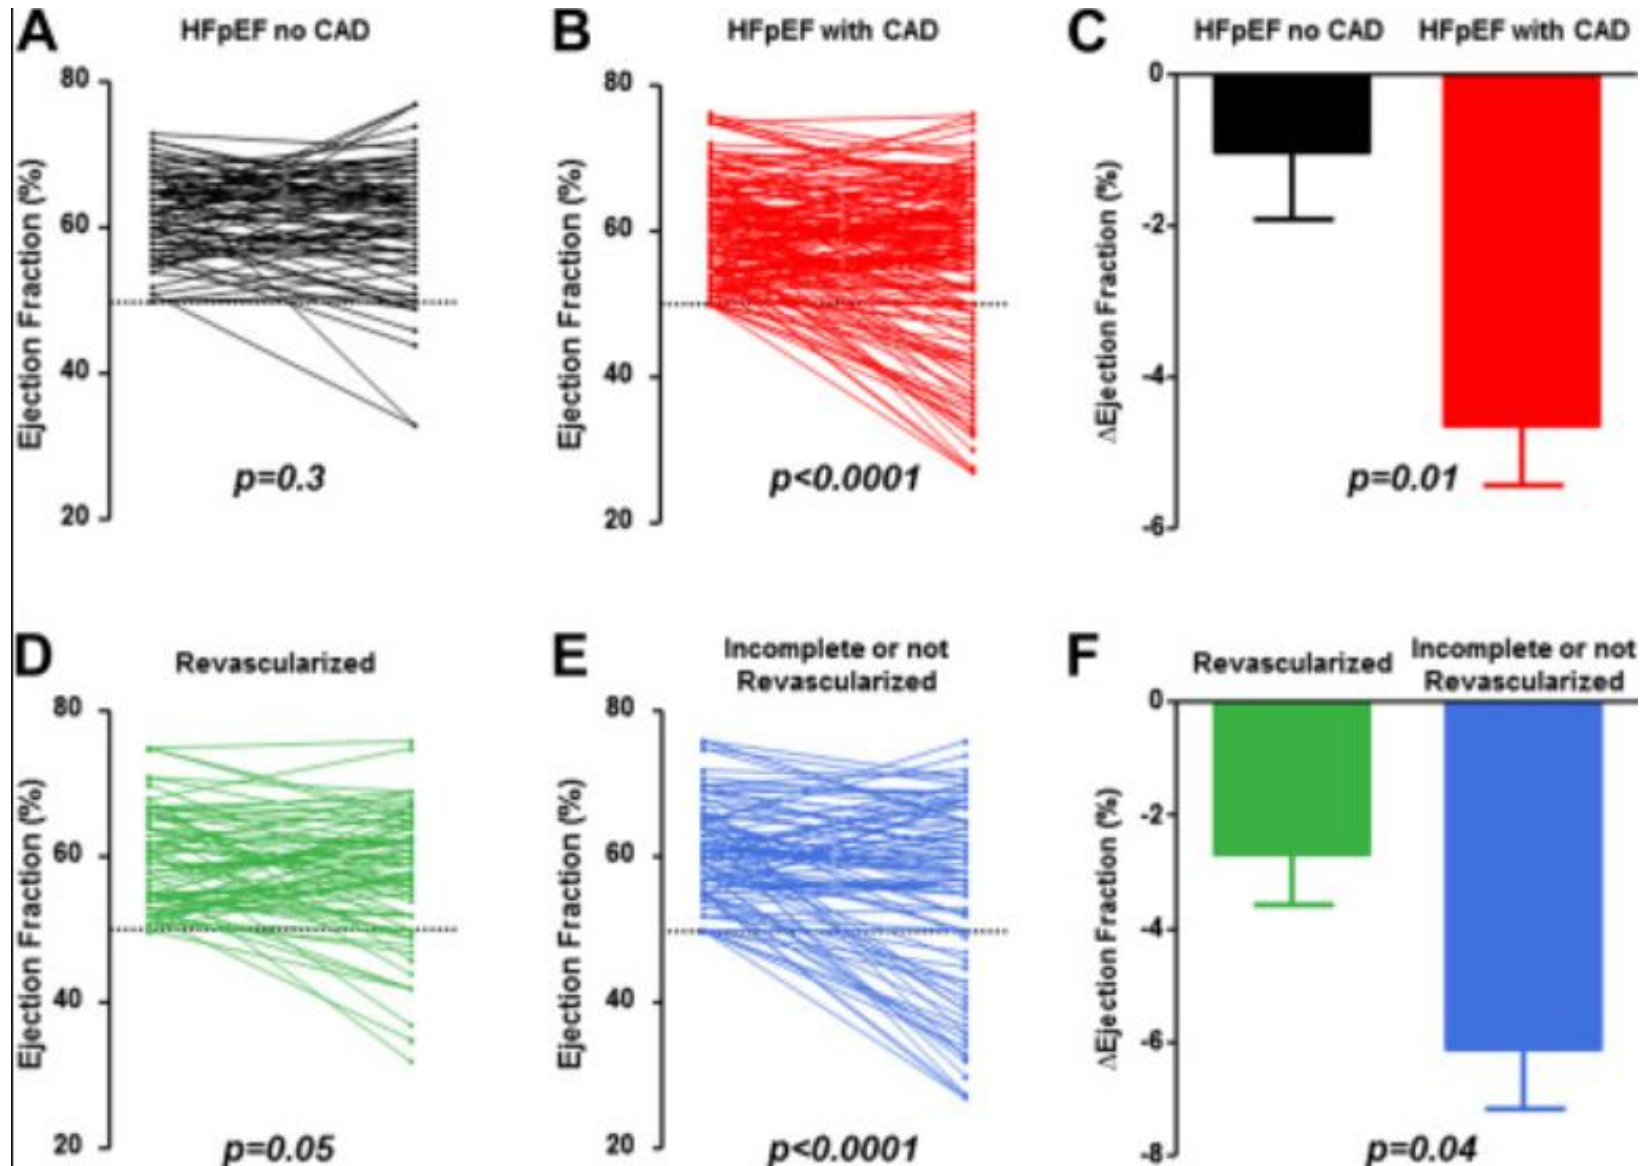 A
HFpEF no CAD
Ejection Fraction (%)
80
60
40
20
p=0.3
B
HFpEF with CAD
Ejection Fraction (%)
80
60
40
20
p<0.0001
C
HFpEF no CAD
HFpEF with CAD
ΔEjection Fraction (%)
0
-2
-4
-6
p=0.01
D
Revascularized
Ejection Fraction (%)
80
60
40
20
p=0.05
E
Incomplete or not
Revascularized
Ejection Fraction (%)
80
60
40
20
p<0.0001
F
Revascularized
Incomplete or not
Revascularized
ΔEjection Fraction (%)
0
-2
-4
-6
-8
p=0.04